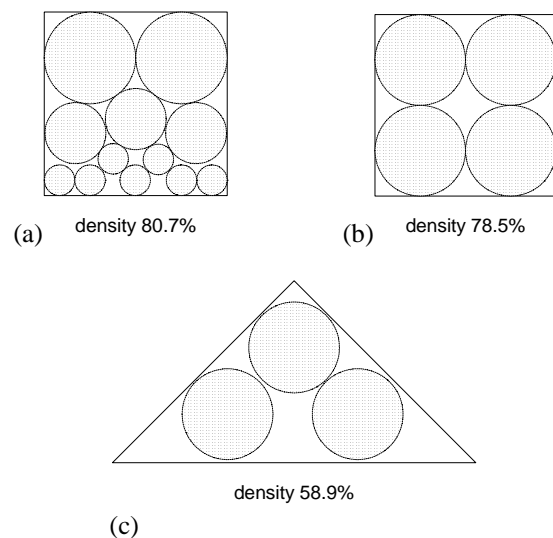 (a)
density 80.7%
(b)
density 78.5%
density 58.9%
(c)